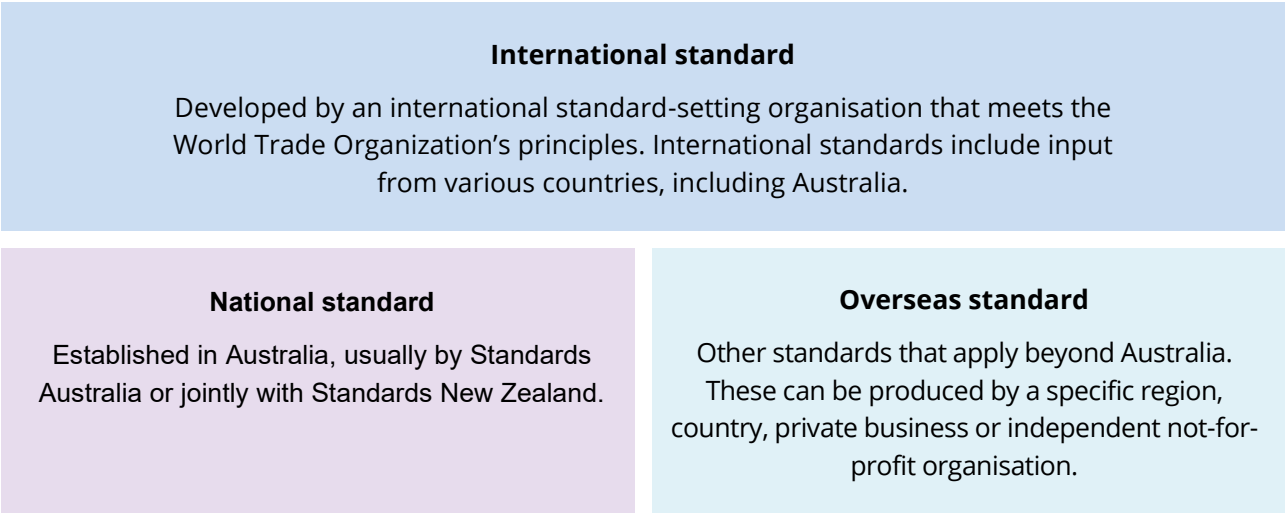 International standard
Developed by an international standard-setting organisation that meets the
World Trade Organization’s principles. International standards include input
from various countries, including Australia.
National standard
Established in Australia, usually by Standards
Australia or jointly with Standards New Zealand.
Overseas standard
Other standards that apply beyond Australia.
These can be produced by a specific region,
country, private business or independent not-for-
profit organisation.